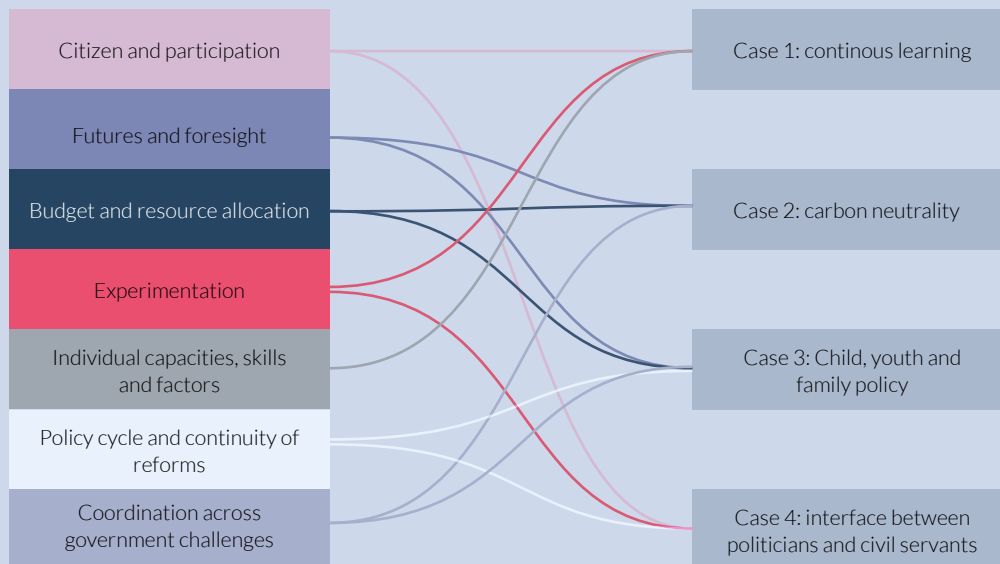 Citizen and participation
Futures and foresight
Budget and resource allocation
Experimentation
Individual capacities, skills
and factors
Policy cycle and continuity of
reforms
Coordination across
government challenges
Case 1: continous learning
Case 2: carbon neutrality
Case 3: Child, youth and
family policy
Case 4: interface between
politicians and civil servants